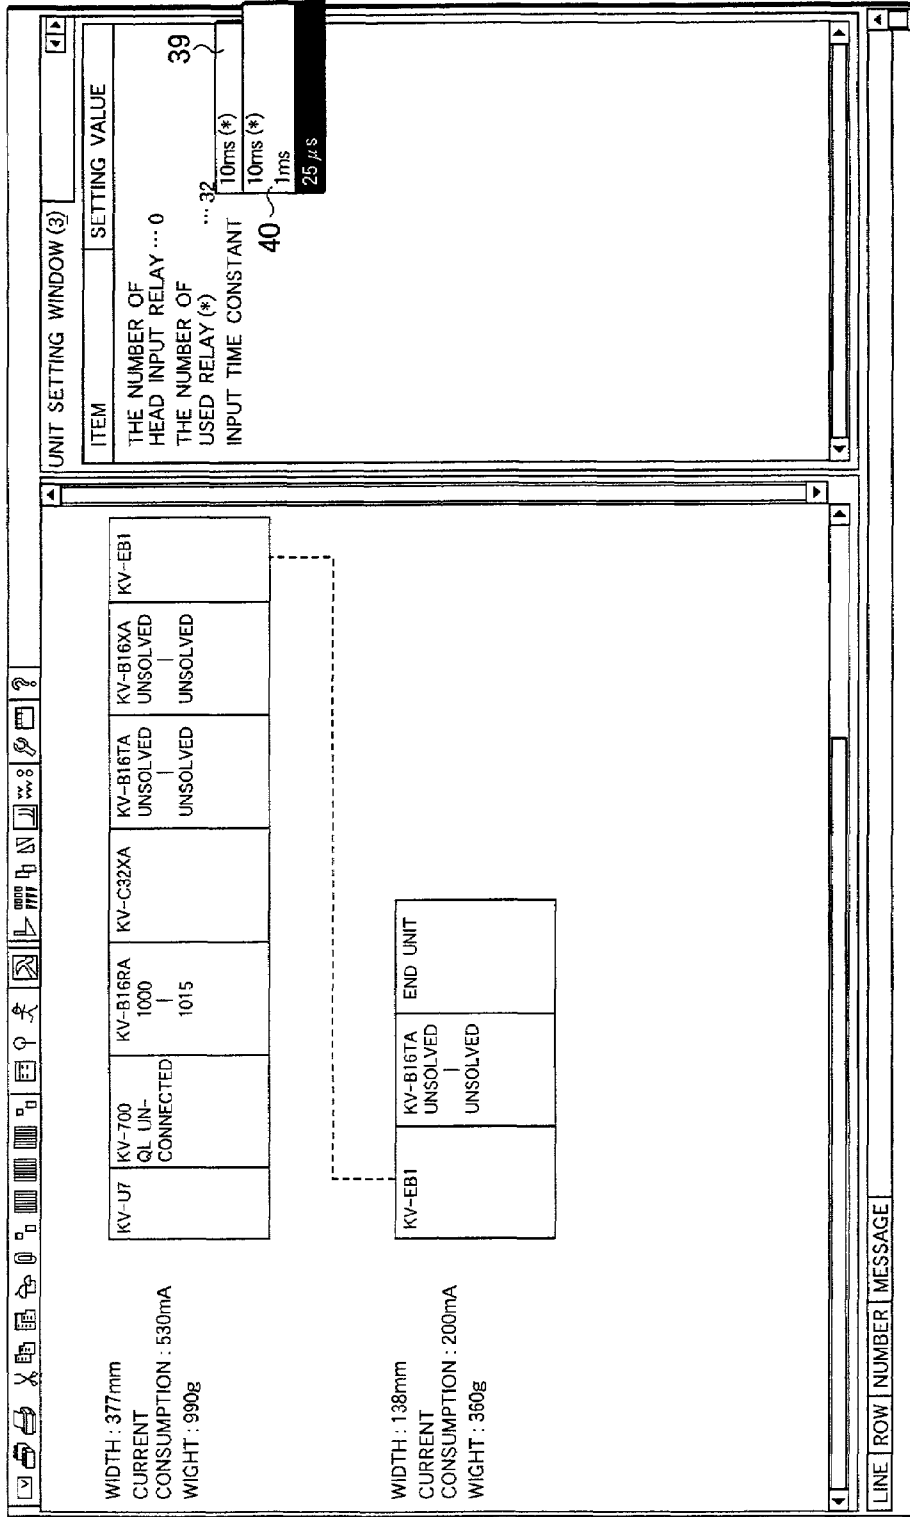 WIDTH : 377mm
CURRENT
CONSUMPTION : 530mA
WIGHT : 990g
KV-U7
KV-700
QL UN-
CONNECTED
KV-B16RA
1000
1015
KV-C32XA
KV-B16TA
UNSOLVED
UNSOLVED
KV-B16XA
UNSOLVED
UNSOLVED
KV-EB1
WIDTH : 138mm
CURRENT
CONSUMPTION : 200mA
WIGHT : 360g
KV-EB1
KV-B16TA
UNSOLVED
UNSOLVED
END UNIT
UNIT SETTING WINDOW (3)
ITEM SETTING VALUE
THE NUMBER OF
HEAD INPUT RELAY ··· 0
THE NUMBER OF
USED RELAY (*) ··· 32
INPUT TIME CONSTANT 10ms (*)
10ms (*)
1ms
25 μs
39
40
LINE ROW NUMBER MESSAGE
?